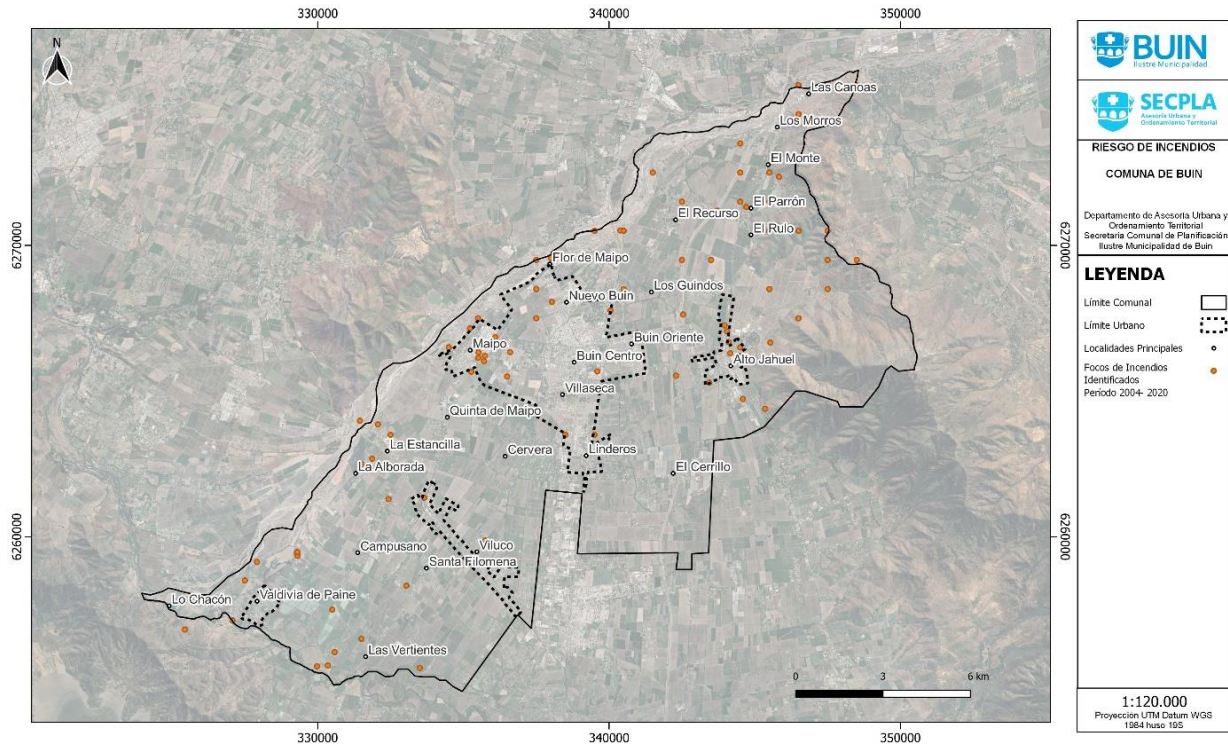 330000
340000
350000
N
Las Canoas
Los Morros
El Monte
El Parrón
El Recurso
El Rulo
6270000
6270000
Flor de Maipo
Los Guindos
Nuevo Buin
Buin Oriente
Maipo
Buin Centro
Alto Jahuel
Villaseca
Quinta de Maipo
La Estancilla
Cervera
Linderos
La Alborada
El Cerrillo
6260000
6260000
Campusano
Viluco
Santa Filomena
Lo Chacón
Valdivia de Paine
Las Vertientes
0 3 6 km
330000
340000
350000
BUIN
Ilustre Municipalidad
SECPLA
Asesoría Urbana y
Ordenamiento Territorial
RIESGO DE INCENDIOS
COMUNA DE BUIN
Departamento de Asesoría Urbana y
Ordenamiento Territorial
Secretaría Comunal de Planificación
Ilustre Municipalidad de Buin
LEYENDA
Límite Comunal
Límite Urbano
Localidades Principales
Focos de Incendios
Identificados
Período 2004- 2020
1:120.000
Proyección UTM Datum WGS
1984 huso 19S